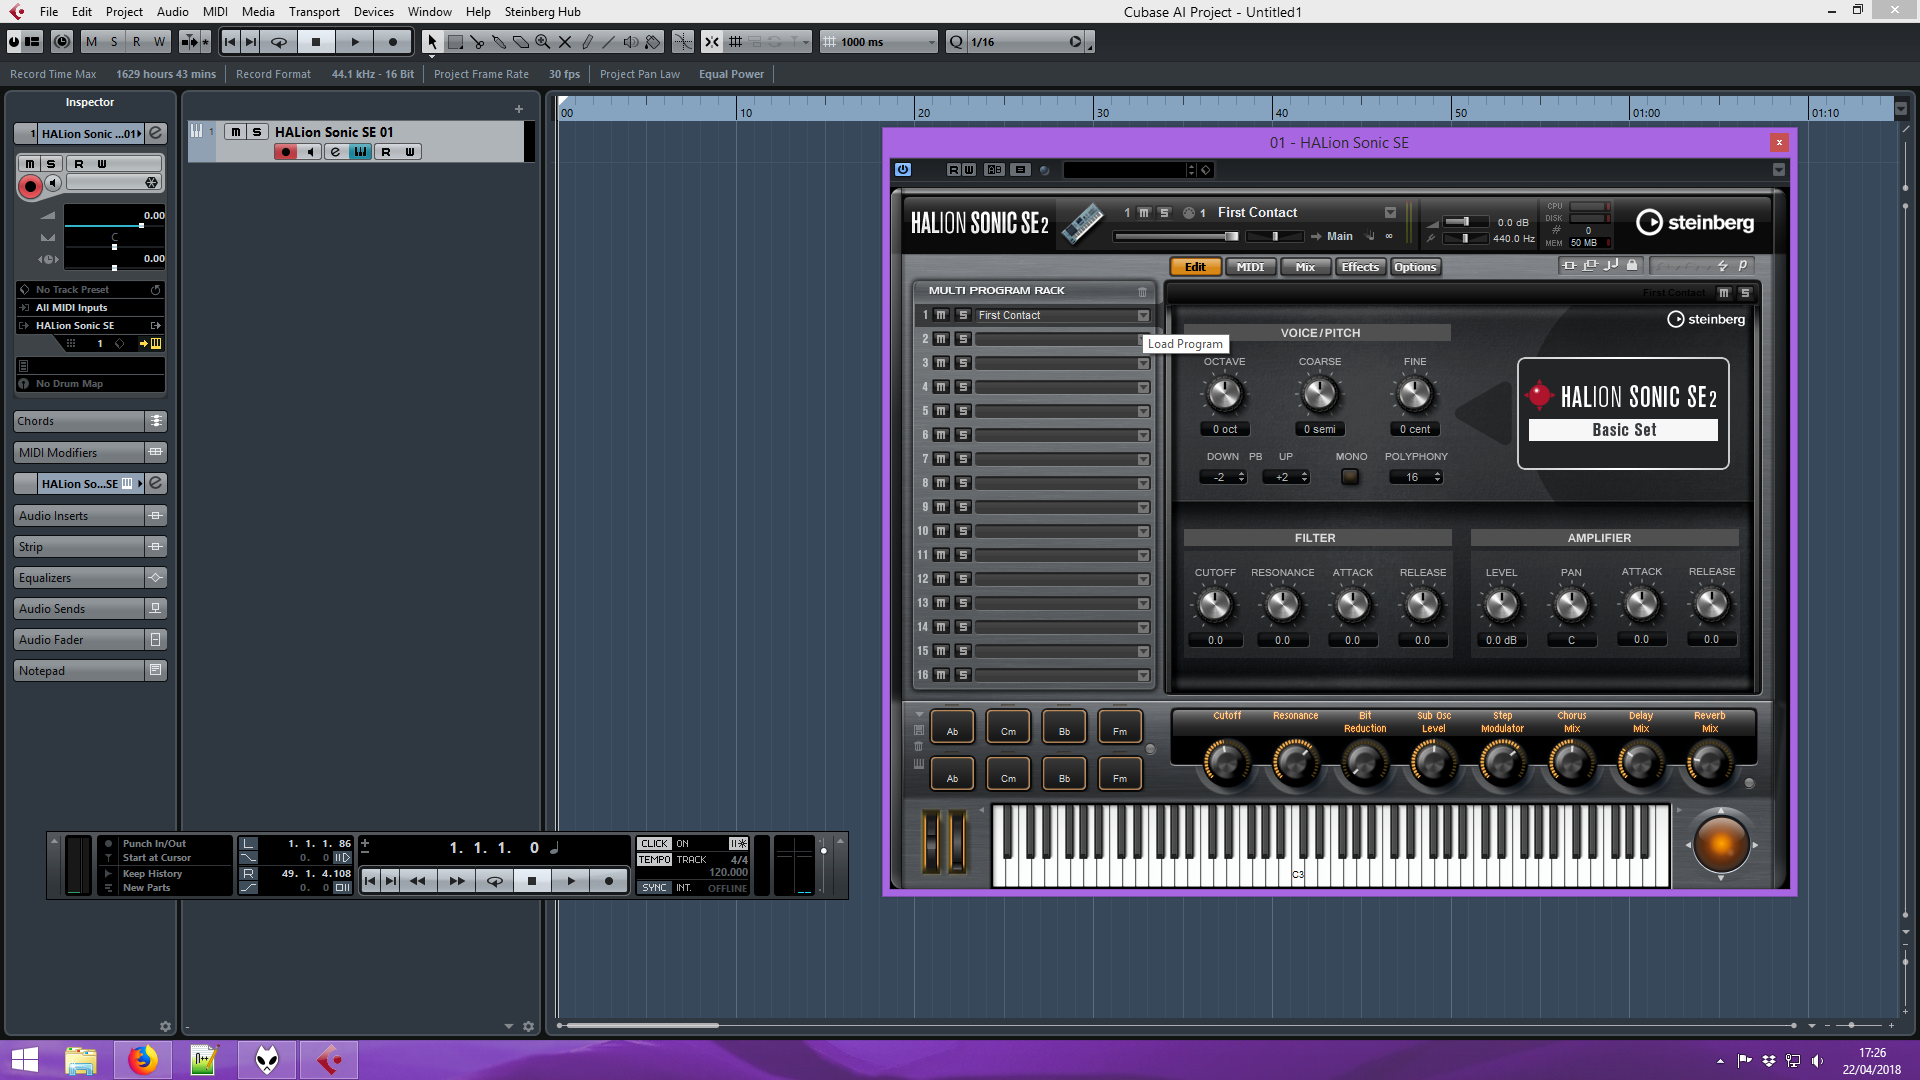 File Edit Project Audio MIDI Media Transport Devices Window Help Steinberg Hub
Cubase AI Project - Untitled1
M S R W
1000 ms
Q 1/16
Record Time Max 1629 hours 43 mins Record Format 44.1 kHz - 16 Bit Project Frame Rate 30 fps Project Pan Law Equal Power
Inspector
1 HALion Sonic ...01
m S R W
0.00
C
0.00
No Track Preset
All MIDI Inputs
HALion Sonic SE
1
No Drum Map
Chords
MIDI Modifiers
HALion So...SE
Audio Inserts
Strip
Equalizers
Audio Sends
Audio Fader
Notepad
1 m S HALion Sonic SE 01
e R W
00 10 20 30 40 50 01:00 01:10
01 - HALion Sonic SE
R W
HALION SONIC SE 2
1 m S 1 First Contact
Main
0.0 dB
440.0 Hz
CPU
DISK
# 0
MEM 50 MB
steinberg
Edit MIDI Mix Effects Options
MULTI PROGRAM RACK
1 m S First Contact
2 m S
3 m S
4 m S
5 m S
6 m S
7 m S
8 m S
9 m S
10 m S
11 m S
12 m S
13 m S
14 m S
15 m S
16 m S
Load Program
First Contact m S
steinberg
VOICE/PITCH
OCTAVE COARSE FINE
0 oct 0 semi 0 cent
DOWN PB UP MONO POLYPHONY
-2 +2 16
HALION SONIC SE2
Basic Set
FILTER
CUTOFF RESONANCE ATTACK RELEASE
0.0 0.0 0.0 0.0
AMPLIFIER
LEVEL PAN ATTACK RELEASE
0.0 dB C 0.0 0.0
Ab Cm Bb Fm
Ab Cm Bb Fm
Cutoff Resonance Bit Reduction Sub Osc Level Step Modulator Chorus Mix Delay Mix Reverb Mix
C3
Punch In/Out
Start at Cursor
Keep History
New Parts
L 1. 1. 1. 86
0. 0
R 49. 1. 4.108
0. 0
1. 1. 1. 0
CLICK ON
TEMPO TRACK 4/4
120.000
SYNC INT. OFFLINE
17:26
22/04/2018